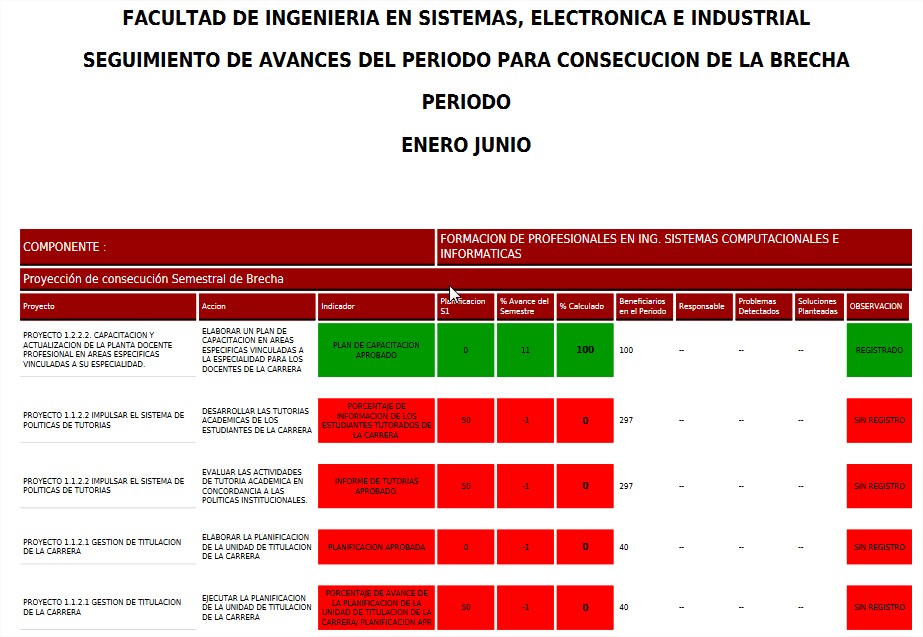 FACULTAD DE INGENIERIA EN SISTEMAS, ELECTRONICA E INDUSTRIAL
SEGUIMIENTO DE AVANCES DEL PERIODO PARA CONSECUCION DE LA BRECHA
PERIODO
ENERO JUNIO
COMPONENTE :
FORMACION DE PROFESIONALES EN ING. SISTEMAS COMPUTACIONALES E
INFORMATICAS
Proyección de consecución Semestral de Brecha
Proyecto
Accion
Indicador
Planificacion
S1
% Avance del
Semestre
% Calculado
Beneficiarios
en el Periodo
Responsable
Problemas
Detectados
Soluciones
Planteadas
OBSERVACION
PROYECTO 1.2.2.2. CAPACITACION Y
ACTUALIZACION DE LA PLANTA DOCENTE
PROFESIONAL EN AREAS ESPECIFICAS
VINCULADAS A SU ESPECIALIDAD.
ELABORAR UN PLAN DE
CAPACITACION EN AREAS
ESPECIFICAS VINCULADAS A
LA ESPECIALIDAD PARA LOS
DOCENTES DE LA CARRERA
PLAN DE CAPACITACION
APROBADO
0
11
100
100
--
--
--
REGISTRADO
PROYECTO 1.2.2 IMPULSAR EL SISTEMA DE
POLITICAS DE TUTORIAS
DESARROLLAR LAS TUTORIAS
ACADEMICAS DE LOS
ESTUDIANTES DE LA CARRERA
PORCENTAJE DE
INFORMACION DE LOS
ESTUDIANTES TUTORADOS DE
LA CARRERA
50
-1
0
297
--
--
--
SIN REGISTRO
PROYECTO 1.1.2.2 IMPULSAR EL SISTEMA DE
POLITICAS DE TUTORIAS
EVALUAR LAS ACTIVIDADES
DE TUTORIA ACADEMICA EN
CONCORDANCIA A LAS
POLITICAS INSTITUCIONALES.
INFORME DE TUTORIAS
APROBADO.
50
-1
0
297
--
--
--
SIN REGISTRO
PROYECTO 1.1.2.1 GESTION DE TITULACION
DE LA CARRERA
ELABORAR LA PLANIFICACION
DE LA UNIDAD DE TITULACION
DE LA CARRERA
PLANIFICACION APROBADA
0
-1
0
40
--
--
--
SIN REGISTRO
PROYECTO 1.1.2.1 GESTION DE TITULACION
DE LA CARRERA
EJECUTAR LA PLANIFICACION
DE LA UNIDAD DE TITULACION
DE LA CARRERA
PORCENTAJE DE AVANCE DE
LA PLANIFICACION DE LA
UNIDAD DE TITULACION DE LA
CARRERA/ PLANIFICACION APR
50
-1
0
40
--
--
--
SIN REGISTRO